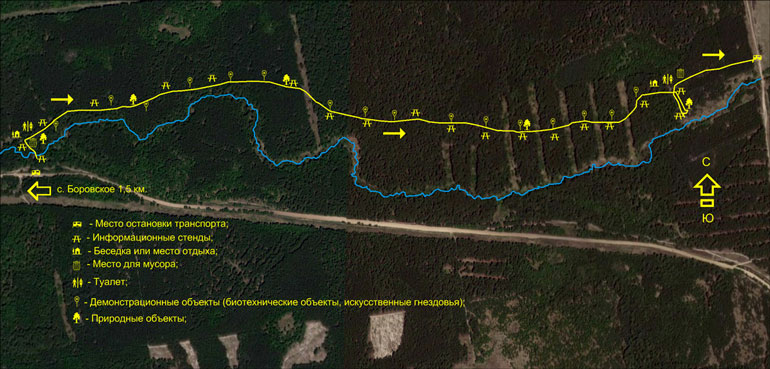 С
Ю
с. Боровское 1,5 км.
- Место остановки транспорта;
- Информационные стенды;
- Беседка или место отдыха;
- Место для мусора;
- Туалет;
- Демонстрационные объекты (биотехнические объекты, искусственные гнездовья);
- Природные объекты;